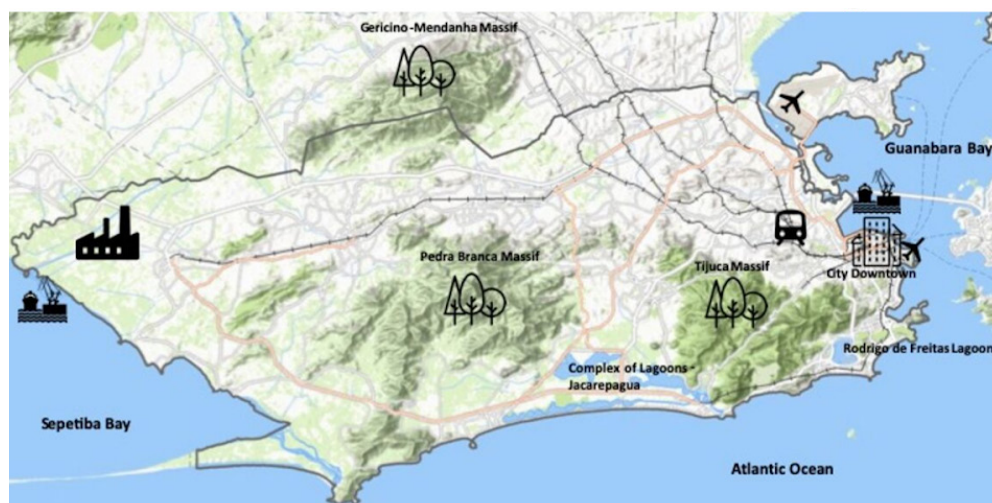 Gericino-Mendanha Massif
Guanabara Bay
Pedra Branca Massif
Tijuca Massif
City Downtown
Rodrigo de Freitas Lagoon
Complex of Lagoons -
Jacarepagua
Sepetiba Bay
Atlantic Ocean